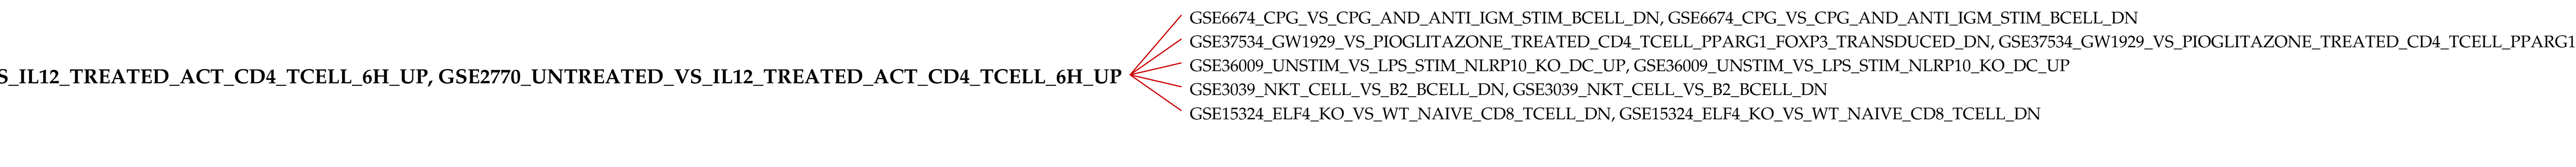 GSE6674_CPG_VS_CPG_AND_ANTI_IGM_STIM_BCELL_DN, GSE6674_CPG_VS_CPG_AND_ANTI_IGM_STIM_BCELL_DN
GSE37534_GW1929_VS_PIOGLITAZONE_TREATED_CD4_TCELL_PPARG1_FOXP3_TRANSDUCED_DN, GSE37534_GW1929_VS_PIOGLITAZONE_TREATED_CD4_TCELL_PPARG1
GSE36009_UNSTIM_VS_LPS_STIM_NLRP10_KO_DC_UP, GSE36009_UNSTIM_VS_LPS_STIM_NLRP10_KO_DC_UP
S_IL12_TREATED_ACT_CD4_TCELL_6H_UP, GSE2770_UNTREATED_VS_IL12_TREATED_ACT_CD4_TCELL_6H_UP
GSE3039_NKT_CELL_VS_B2_BCELL_DN, GSE3039_NKT_CELL_VS_B2_BCELL_DN
GSE15324_ELF4_KO_VS_WT_NAIVE_CD8_TCELL_DN, GSE15324_ELF4_KO_VS_WT_NAIVE_CD8_TCELL_DN